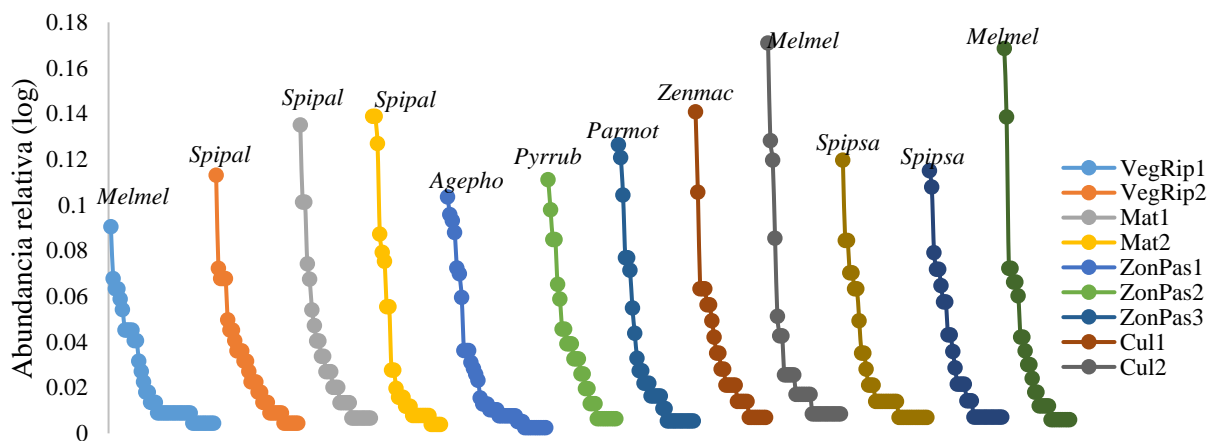 0.18
0.16
0.14
0.12
0.1
0.08
0.06
0.04
0.02
0
Abundancia relativa (log)
Melmel
Spipal
Spipal
Spipal
Agepho
Pyrrub
Parmot
Zenmac
Melmel
Spipsa
Spipsa
Melmel
VegRip1
VegRip2
Mat1
Mat2
ZonPas1
ZonPas2
ZonPas3
Cul1
Cul2